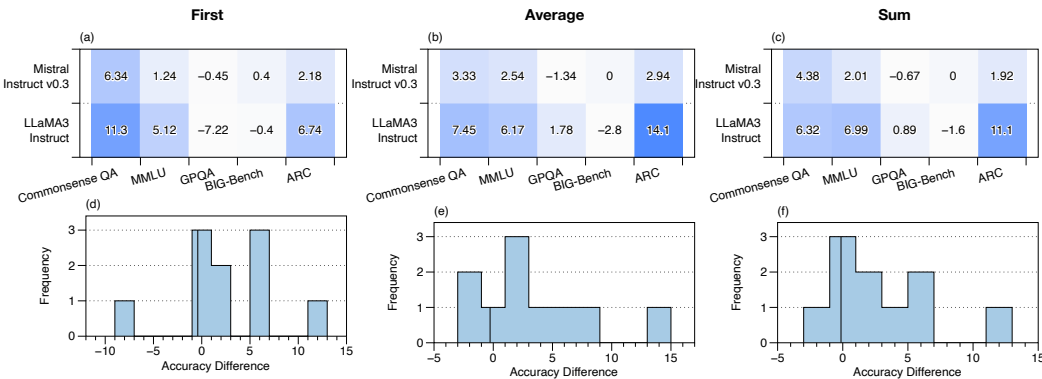 First Average Sum
(a) (b) (c)
Mistral
Instruct v0.3
6.34 1.24 −0.45 0.4 2.18
LLaMA3
Instruct
11.3 5.12 −7.22 −0.4 6.74
Commonsense QA MMLU GPQA BIG-Bench ARC
Mistral
Instruct v0.3
3.33 2.54 −1.34 0 2.94
LLaMA3
Instruct
7.45 6.17 1.78 −2.8 14.1
Commonsense QA MMLU GPQA BIG-Bench ARC
Mistral
Instruct v0.3
4.38 2.01 −0.67 0 1.92
LLaMA3
Instruct
6.32 6.99 0.89 −1.6 11.1
Commonsense QA MMLU GPQA BIG-Bench ARC
(d)
Frequency
3
2
1
0
−10 −5 0 5 10 15
Accuracy Difference
(e)
Frequency
3
2
1
0
−5 0 5 10 15
Accuracy Difference
(f)
Frequency
3
2
1
0
−5 0 5 10 15
Accuracy Difference